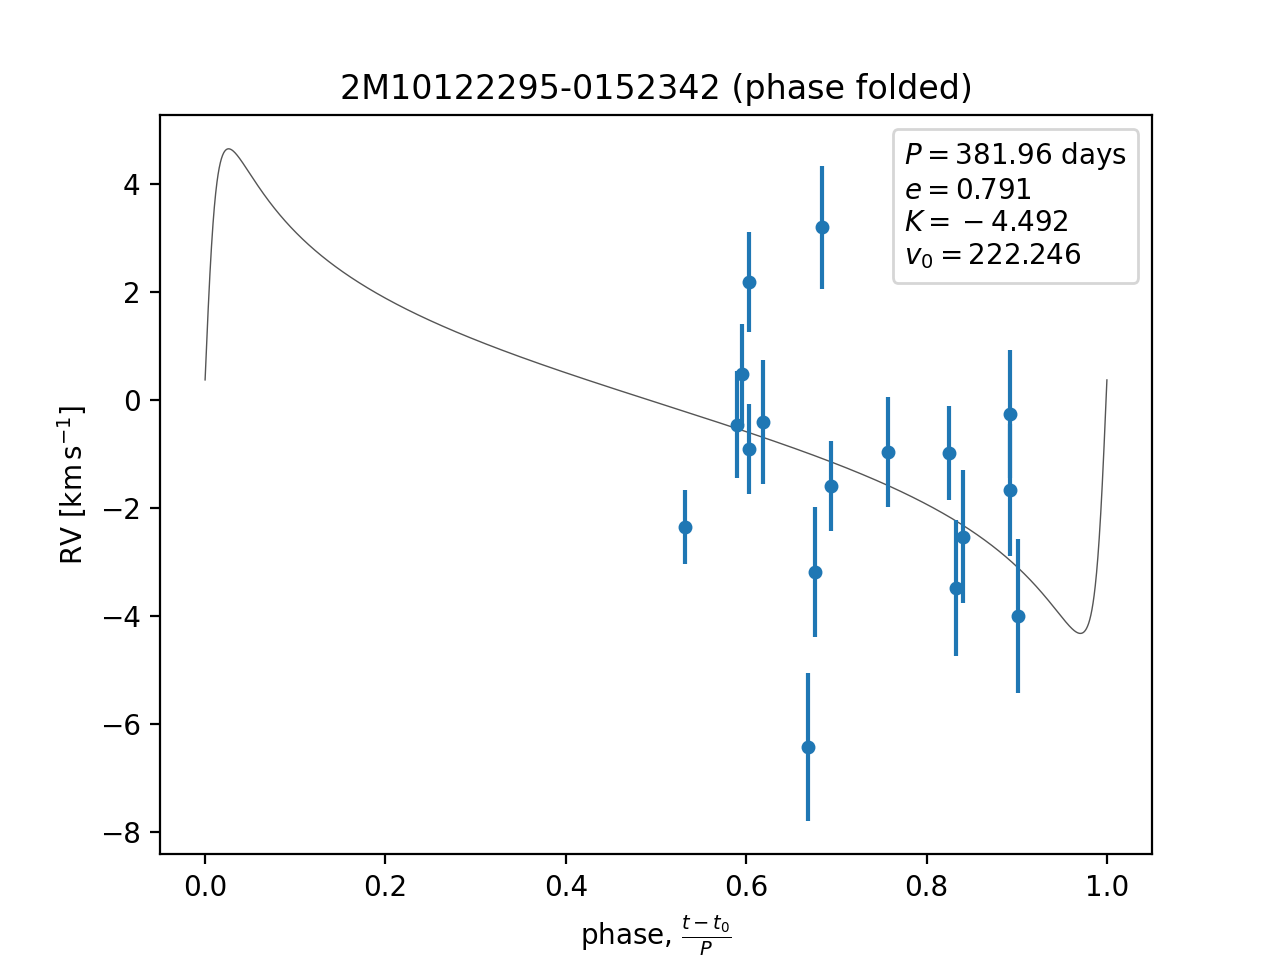 2M10122295-0152342 (phase folded)
P = 381.96 days
e = 0.791
K = −4.492
v₀ = 222.246
4
2
0
−2
−4
−6
−8
RV [km s⁻¹]
0.0 0.2 0.4 0.6 0.8 1.0
phase, (t − t₀)/P